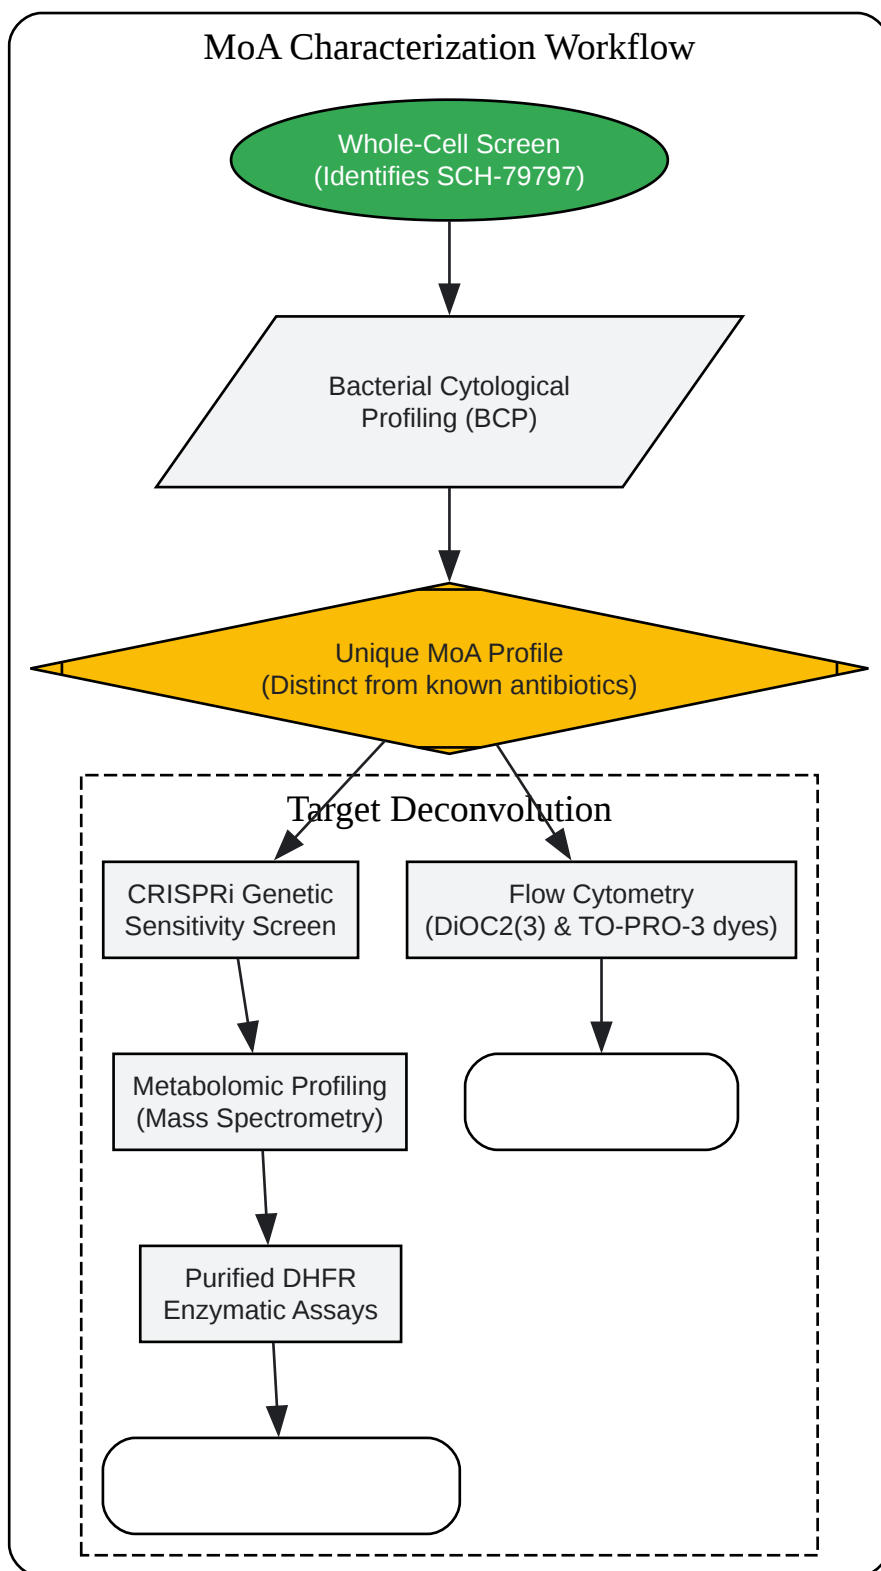 MoA Characterization Workflow
Whole-Cell Screen
(Identifies SCH-79797)
Bacterial Cytological
Profiling (BCP)
Unique MoA Profile
(Distinct from known antibiotics)
Target Deconvolution
CRISPRi Genetic
Sensitivity Screen
Flow Cytometry
(DiOC2(3) & TO-PRO-3 dyes)
Metabolomic Profiling
(Mass Spectrometry)
Purified DHFR
Enzymatic Assays